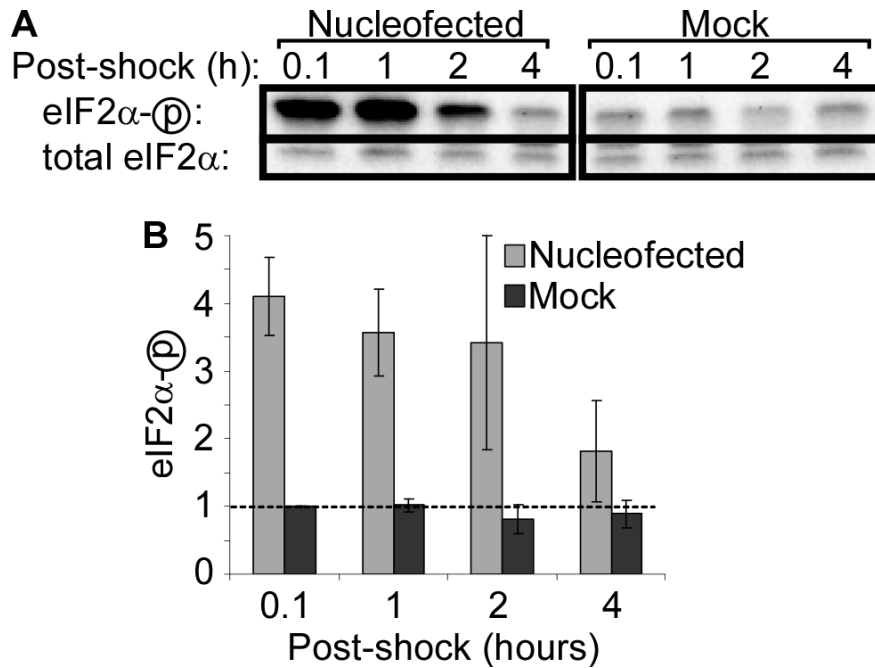 A
Nucleofected Mock
Post-shock (h): 0.1 1 2 4 0.1 1 2 4
eIF2α-ⓟ:
total eIF2α:
B
5
4
3
2
1
0
eIF2α-ⓟ
Nucleofected
Mock
0.1 1 2 4
Post-shock (hours)